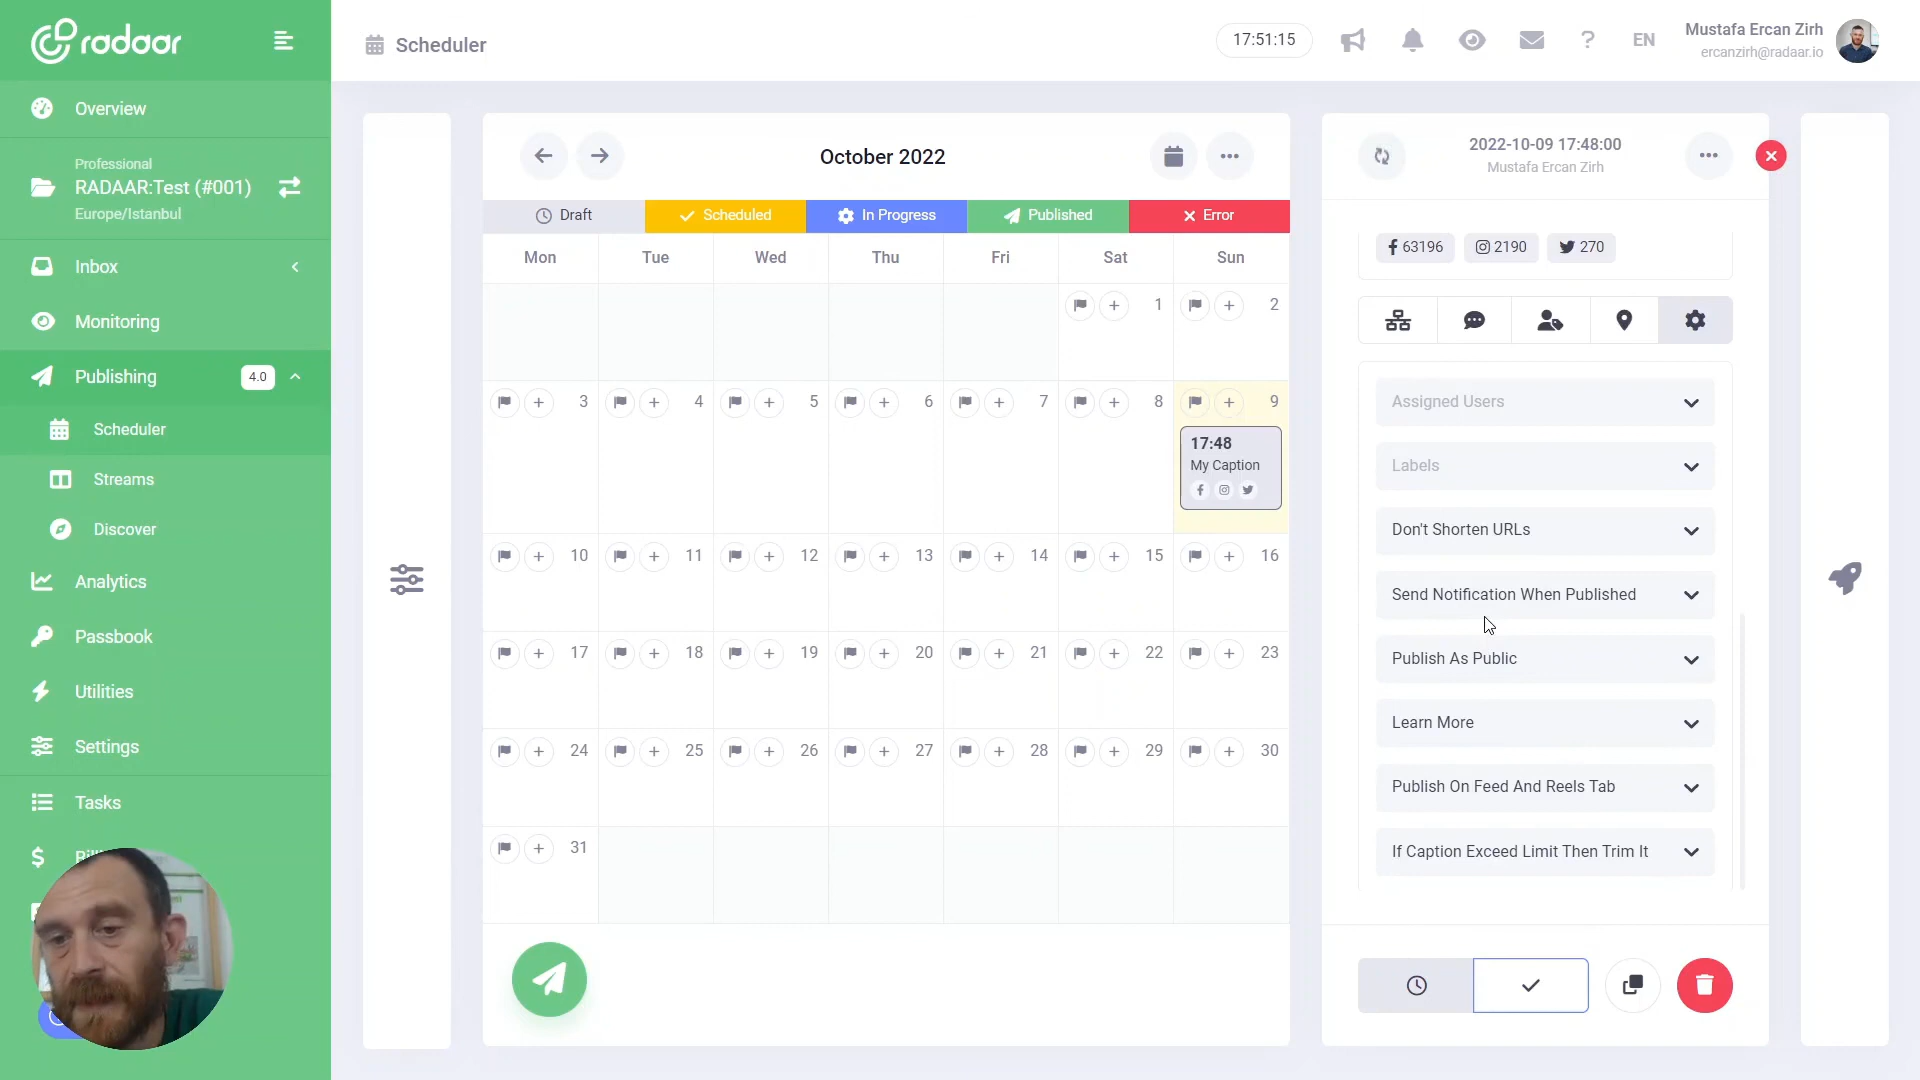 radaar
Scheduler
17:51:15
EN
Mustafa Ercan Zirh
ercanzirh@radaar.io
Overview
Professional
RADAAR:Test (#001)
Europe/Istanbul
Inbox
Monitoring
Publishing 4.0
Scheduler
Streams
Discover
Analytics
Passbook
Utilities
Settings
Tasks
October 2022
Draft Scheduled In Progress Published Error
Mon Tue Wed Thu Fri Sat Sun
1 2
3 4 5 6 7 8 9
17:48
My Caption
10 11 12 13 14 15 16
17 18 19 20 21 22 23
24 25 26 27 28 29 30
31
2022-10-09 17:48:00
Mustafa Ercan Zirh
63196 2190 270
Assigned Users
Labels
Don't Shorten URLs
Send Notification When Published
Publish As Public
Learn More
Publish On Feed And Reels Tab
If Caption Exceed Limit Then Trim It